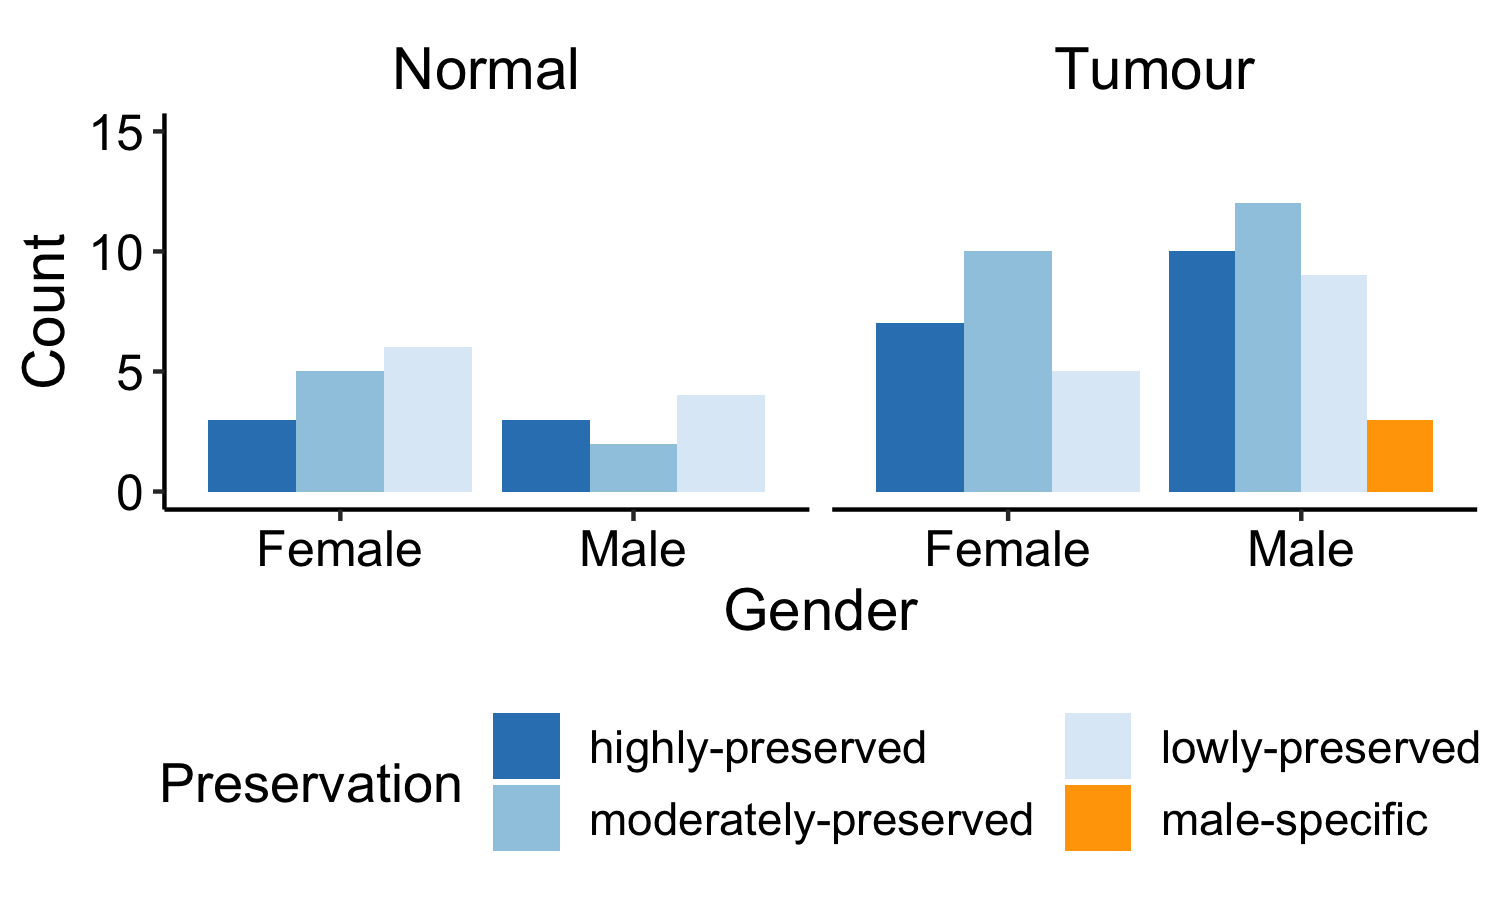 Normal
Tumour
15
10
5
0
Count
Female
Male
Female
Male
Gender
Preservation
highly-preserved
moderately-preserved
lowly-preserved
male-specific